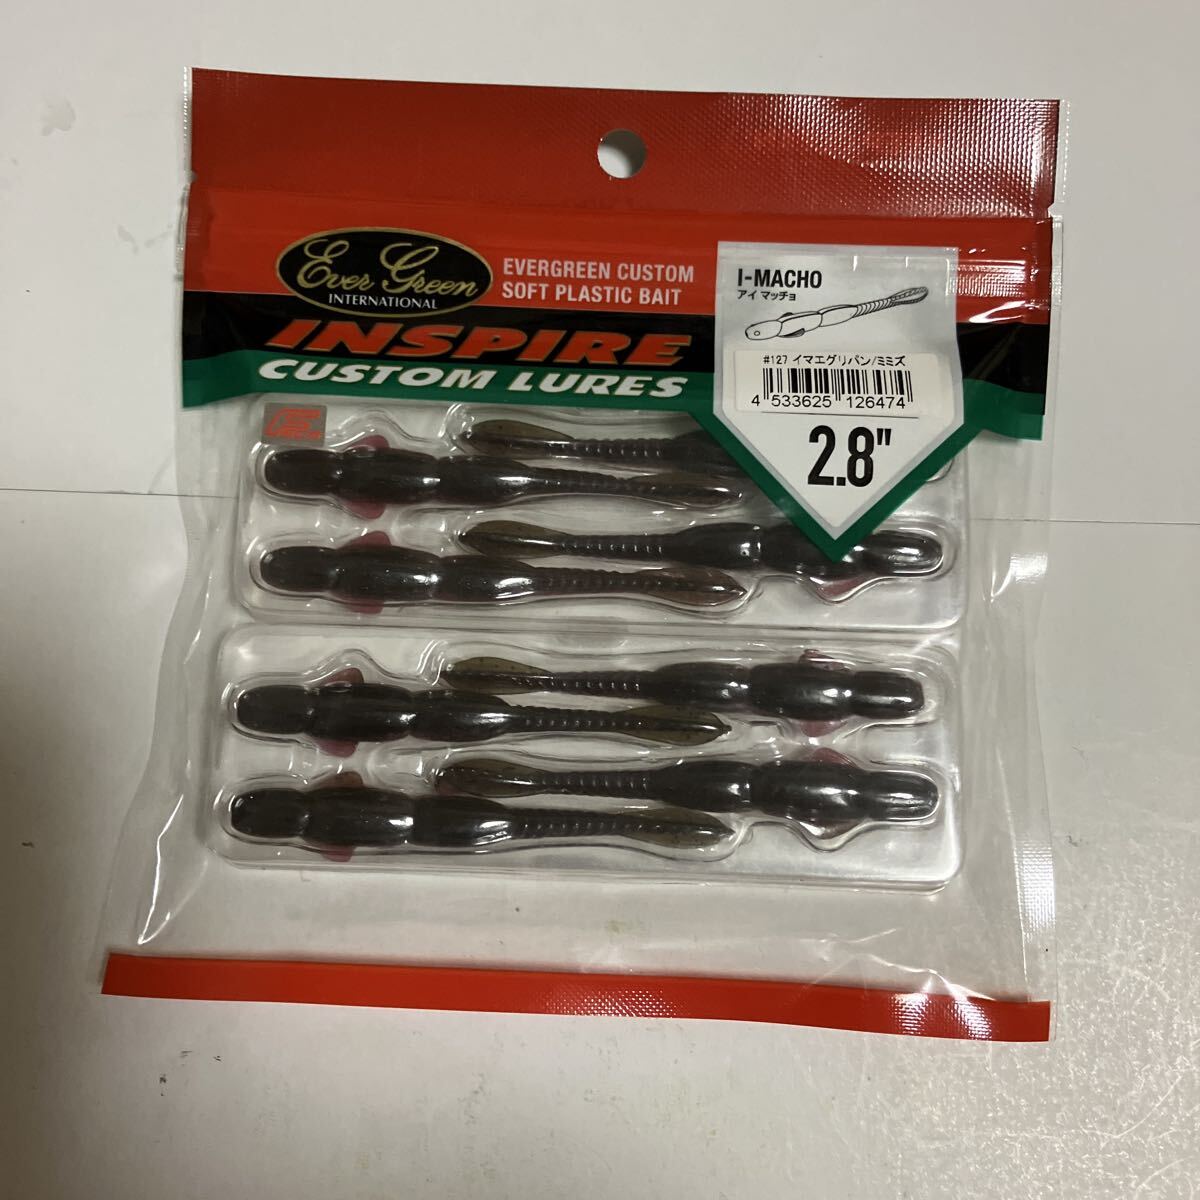 Ever Green
INTERNATIONAL
EVERGREEN CUSTOM
SOFT PLASTIC BAIT
INSPIRE
CUSTOM LURES
I-MACHO
アイ マッチョ
#127 イマエグリパン/ミミズ
4 533625 126474
2.8"